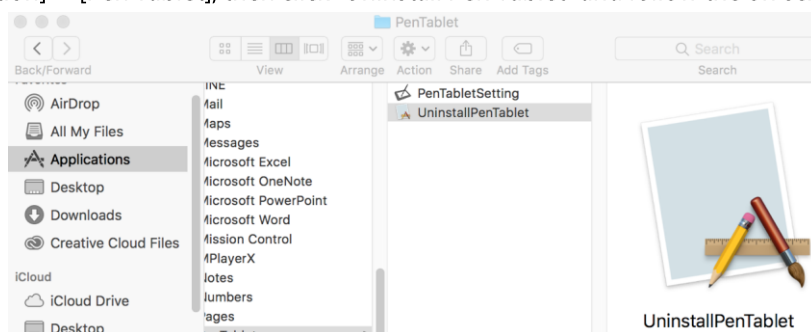 PenTablet
Back/Forward
View
Arrange
Action
Share
Add Tags
Search
Search
AirDrop
All My Files
Applications
Desktop
Downloads
Creative Cloud Files
iCloud
iCloud Drive
Desktop
Mail
Maps
Messages
Microsoft Excel
Microsoft OneNote
Microsoft PowerPoint
Microsoft Word
Mission Control
MPlayerX
Notes
Numbers
Pages
PenTabletSetting
UninstallPenTablet
UninstallPenTablet